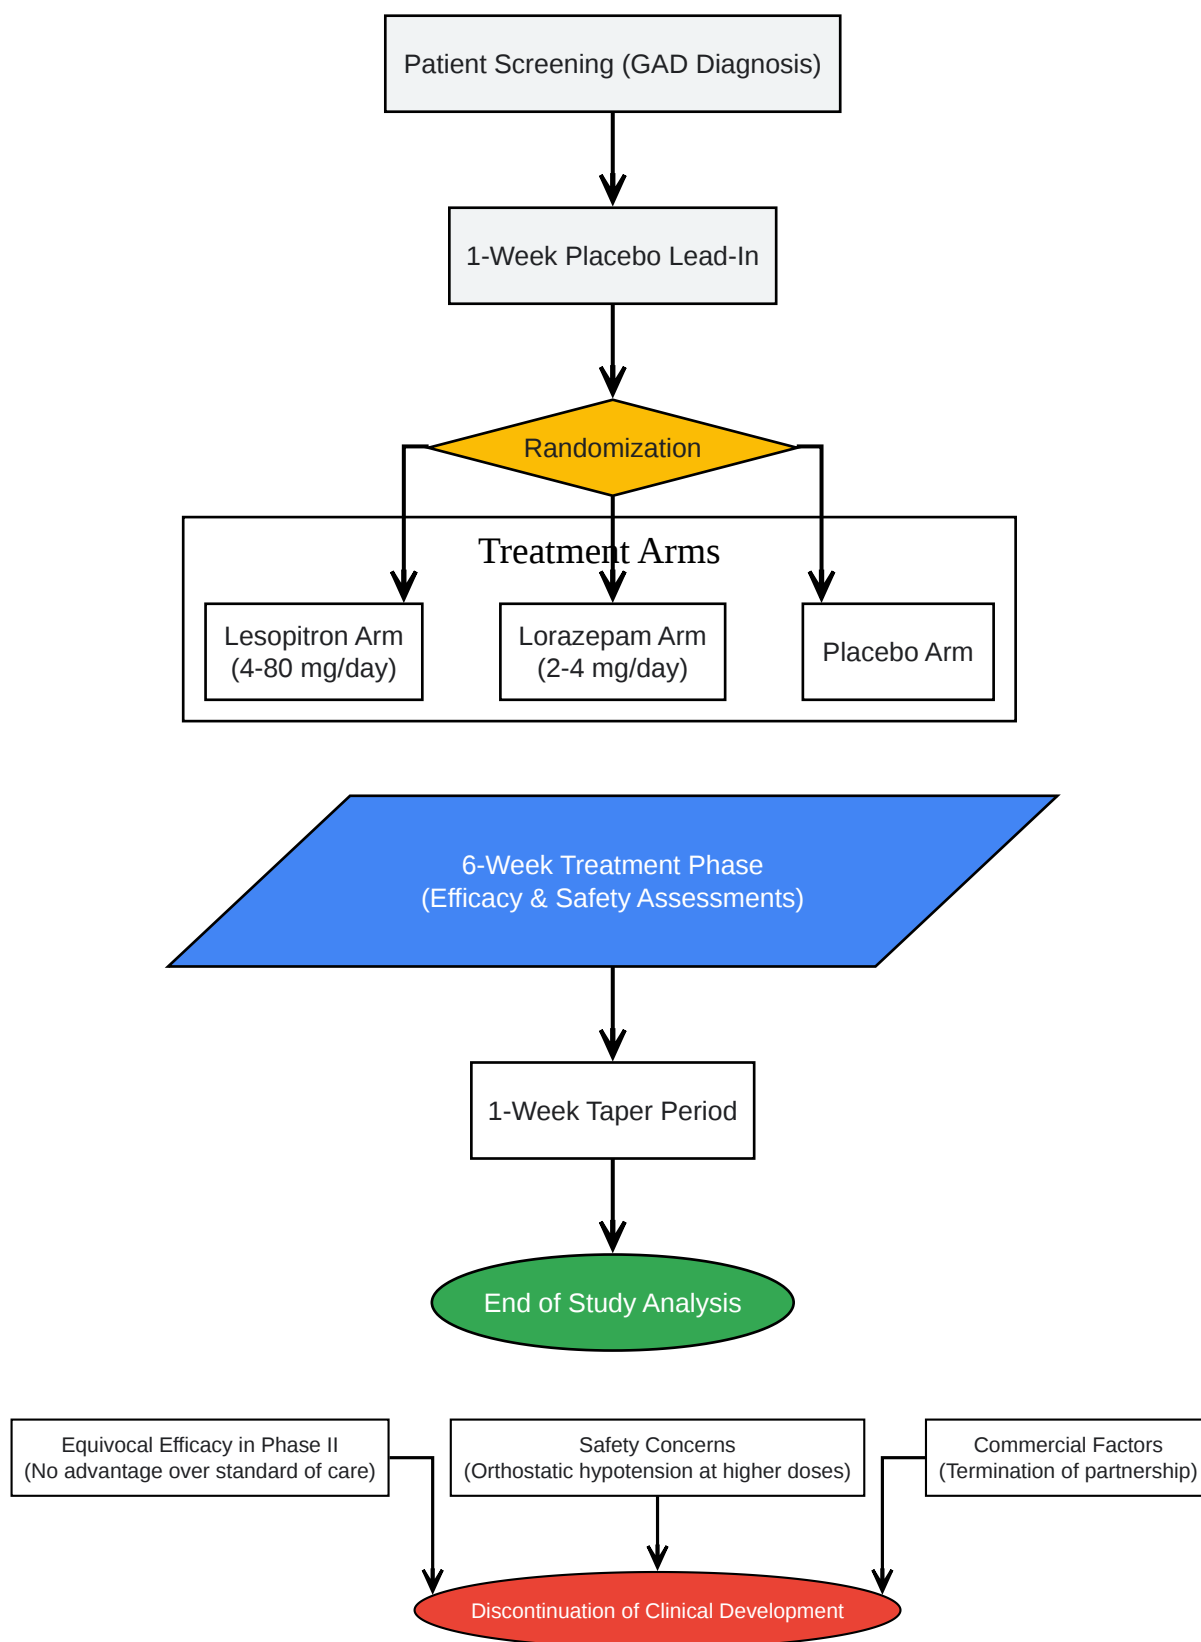 Patient Screening (GAD Diagnosis)
1-Week Placebo Lead-In
Randomization
Treatment Arms
Lesopitron Arm
(4-80 mg/day)
Lorazepam Arm
(2-4 mg/day)
Placebo Arm
6-Week Treatment Phase
(Efficacy & Safety Assessments)
1-Week Taper Period
End of Study Analysis
Equivocal Efficacy in Phase II
(No advantage over standard of care)
Safety Concerns
(Orthostatic hypotension at higher doses)
Commercial Factors
(Termination of partnership)
Discontinuation of Clinical Development